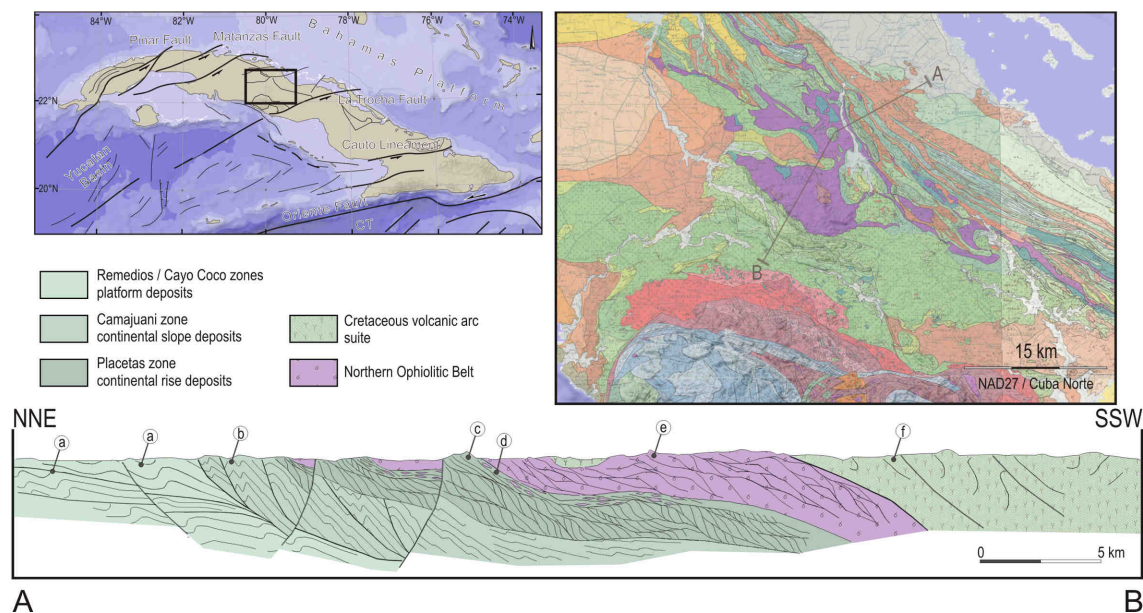 84°W
82°W
80°W
78°W
76°W
74°W
Bahamas Platform
Pinar Fault
Matanzas Fault
22°N
La Trocha Fault
Cauto Lineament
Yucatan
Basin
20°N
Oriente Fault
CT
A
B
15 km
NAD27 / Cuba Norte
Remedios / Cayo Coco zones
platform deposits
Camajuani zone
continental slope deposits
Placetas zone
continental rise deposits
Cretaceous volcanic arc
suite
Northern Ophiolitic Belt
NNE
SSW
a
a
b
c
d
e
f
0 5 km
A
B